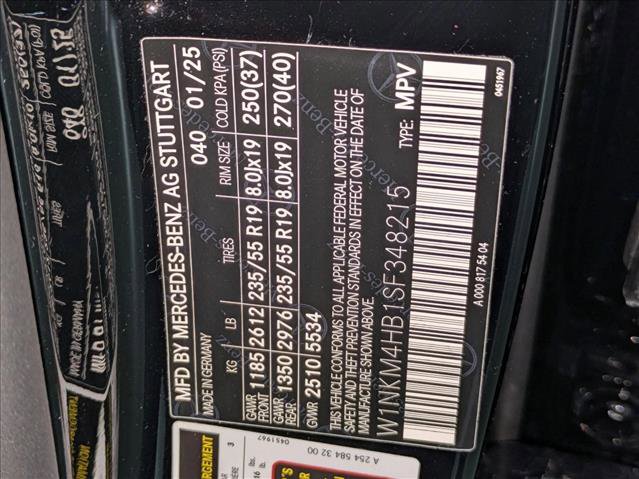 MFD BY MERCEDES-BENZ AG STUTTGART
MADE IN GERMANY 040 01/25
KG LB TIRES RIM SIZE COLD KPA(PSI)
GAWR FRONT 1185 2612 235/55 R19 8.0Jx19 250(37)
GAWR REAR 1350 2976 235/55 R19 8.0Jx19 270(40)
GVWR 2510 5534
THIS VEHICLE CONFORMS TO ALL APPLICABLE FEDERAL MOTOR VEHICLE
SAFETY AND THEFT PREVENTION STANDARDS IN EFFECT ON THE DATE OF
MANUFACTURE SHOWN ABOVE.
W1NKM4HB1SF348215 TYPE: MPV
A 000 817 54 04 0451967
A 254 584 32 00
0451967
3
lbs.